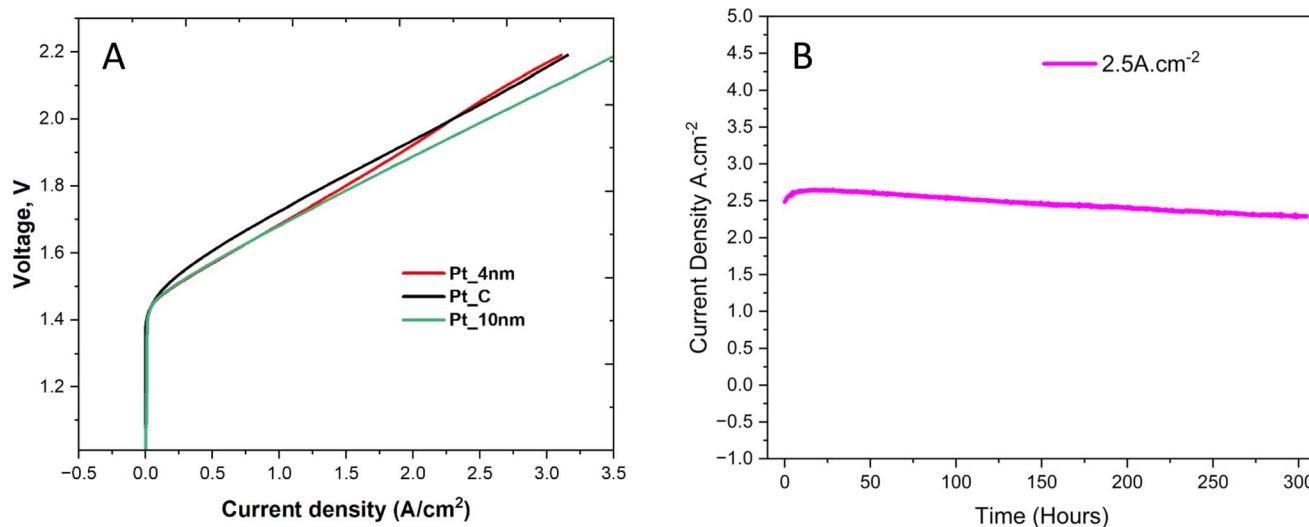 A
Voltage, V
2.2
2.0
1.8
1.6
1.4
1.2
Pt_4nm
Pt_C
Pt_10nm
−0.5 0.0 0.5 1.0 1.5 2.0 2.5 3.0 3.5
Current density (A/cm²)
B
2.5A.cm⁻²
Current Density A.cm⁻²
5.0
4.5
4.0
3.5
3.0
2.5
2.0
1.5
1.0
0.5
0.0
−0.5
−1.0
0 50 100 150 200 250 300
Time (Hours)